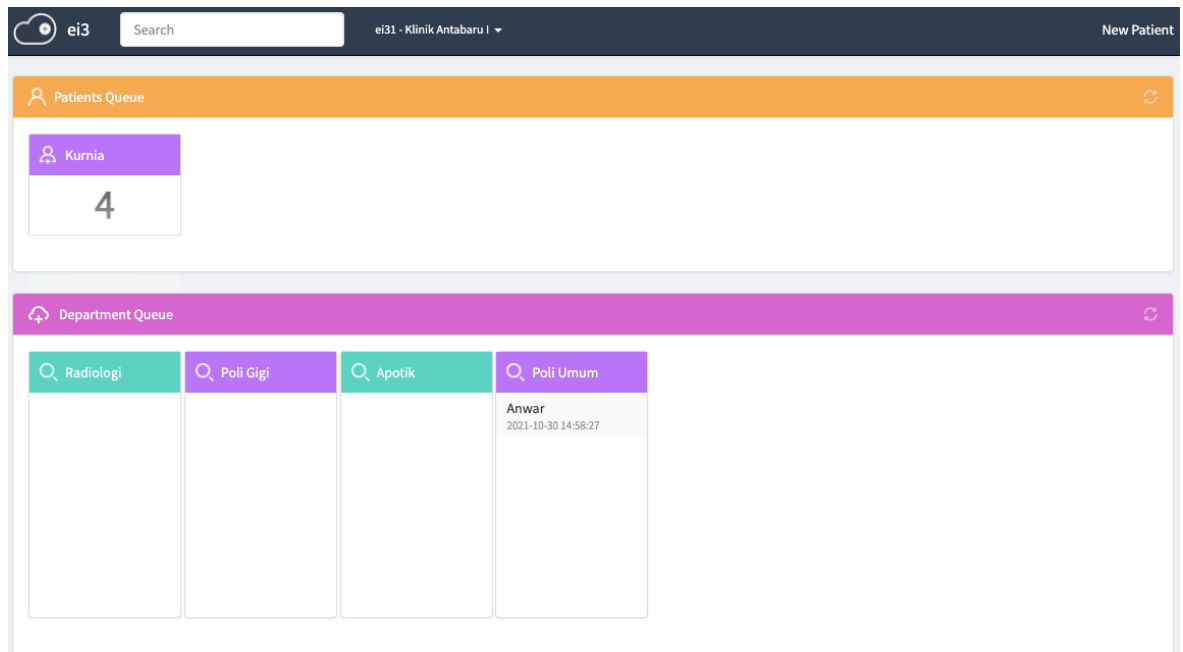 ei3
Search
ei31 - Klinik Antabaru I
New Patient
Patients Queue
Kurnia
4
Department Queue
Radiologi
Poli Gigi
Apotik
Poli Umum
Anwar
2021-10-30 14:58:27